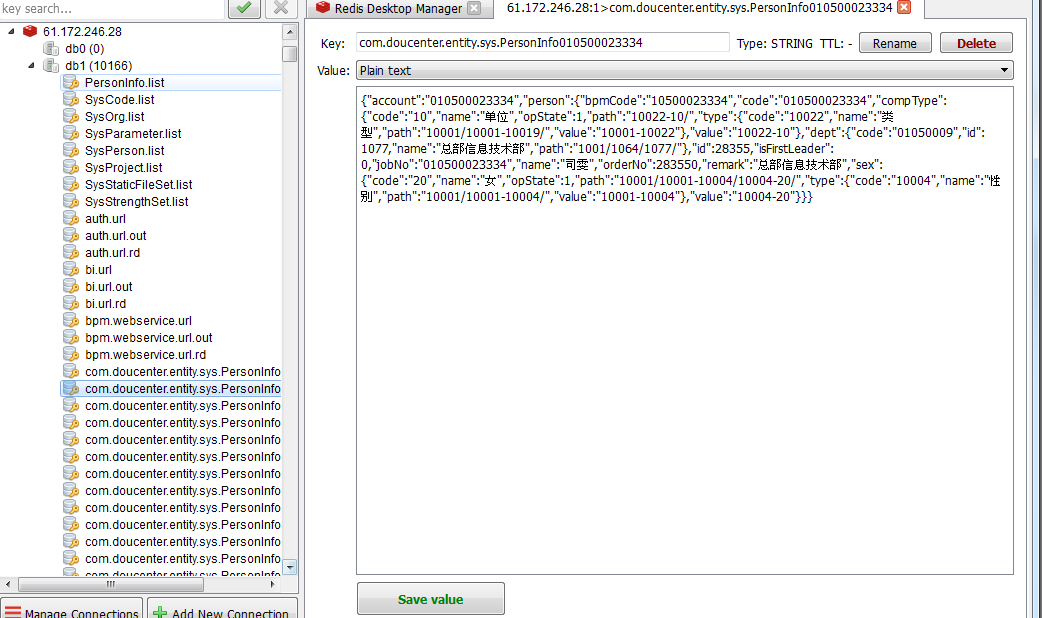 key search...
61.172.246.28
db0 (0)
db1 (10166)
PersonInfo.list
SysCode.list
SysOrg.list
SysParameter.list
SysPerson.list
SysProject.list
SysStaticFileSet.list
SysStrengthSet.list
auth.url
auth.url.out
auth.url.rd
bi.url
bi.url.out
bi.url.rd
bpm.webservice.url
bpm.webservice.url.out
bpm.webservice.url.rd
com.doucenter.entity.sys.PersonInfo
com.doucenter.entity.sys.PersonInfo
com.doucenter.entity.sys.PersonInfo
com.doucenter.entity.sys.PersonInfo
com.doucenter.entity.sys.PersonInfo
com.doucenter.entity.sys.PersonInfo
com.doucenter.entity.sys.PersonInfo
com.doucenter.entity.sys.PersonInfo
com.doucenter.entity.sys.PersonInfo
com.doucenter.entity.sys.PersonInfo
com.doucenter.entity.sys.PersonInfo
com.doucenter.entity.sys.PersonInfo
com.doucenter.entity.sys.PersonInfo
Manage Connections
Add New Connection
Redis Desktop Manager
61.172.246.28:1>com.doucenter.entity.sys.PersonInfo010500023334
Key: com.doucenter.entity.sys.PersonInfo010500023334 Type: STRING TTL: - Rename Delete
Value: Plain text
{"account":"010500023334","person":{"bpmCode":"10500023334","code":"010500023334","compType":
{"code":"10","name":"单位","opState":1,"path":"10022-10/","type":{"code":"10022","name":"类
型","path":"10001/10001-10019/","value":"10001-10022"},"value":"10022-10"},"dept":{"code":"01050009","id":
1077,"name":"总部信息技术部","path":"1001/1064/1077/"},"id":28355,"isFirstLeader":
0,"jobNo":"010500023334","name":"司雯","orderNo":283550,"remark":"总部信息技术部","sex":
{"code":"20","name":"女","opState":1,"path":"10001/10001-10004/10004-20/","type":{"code":"10004","name":"性
别","path":"10001/10001-10004/","value":"10001-10004"},"value":"10004-20"}}}
Save value